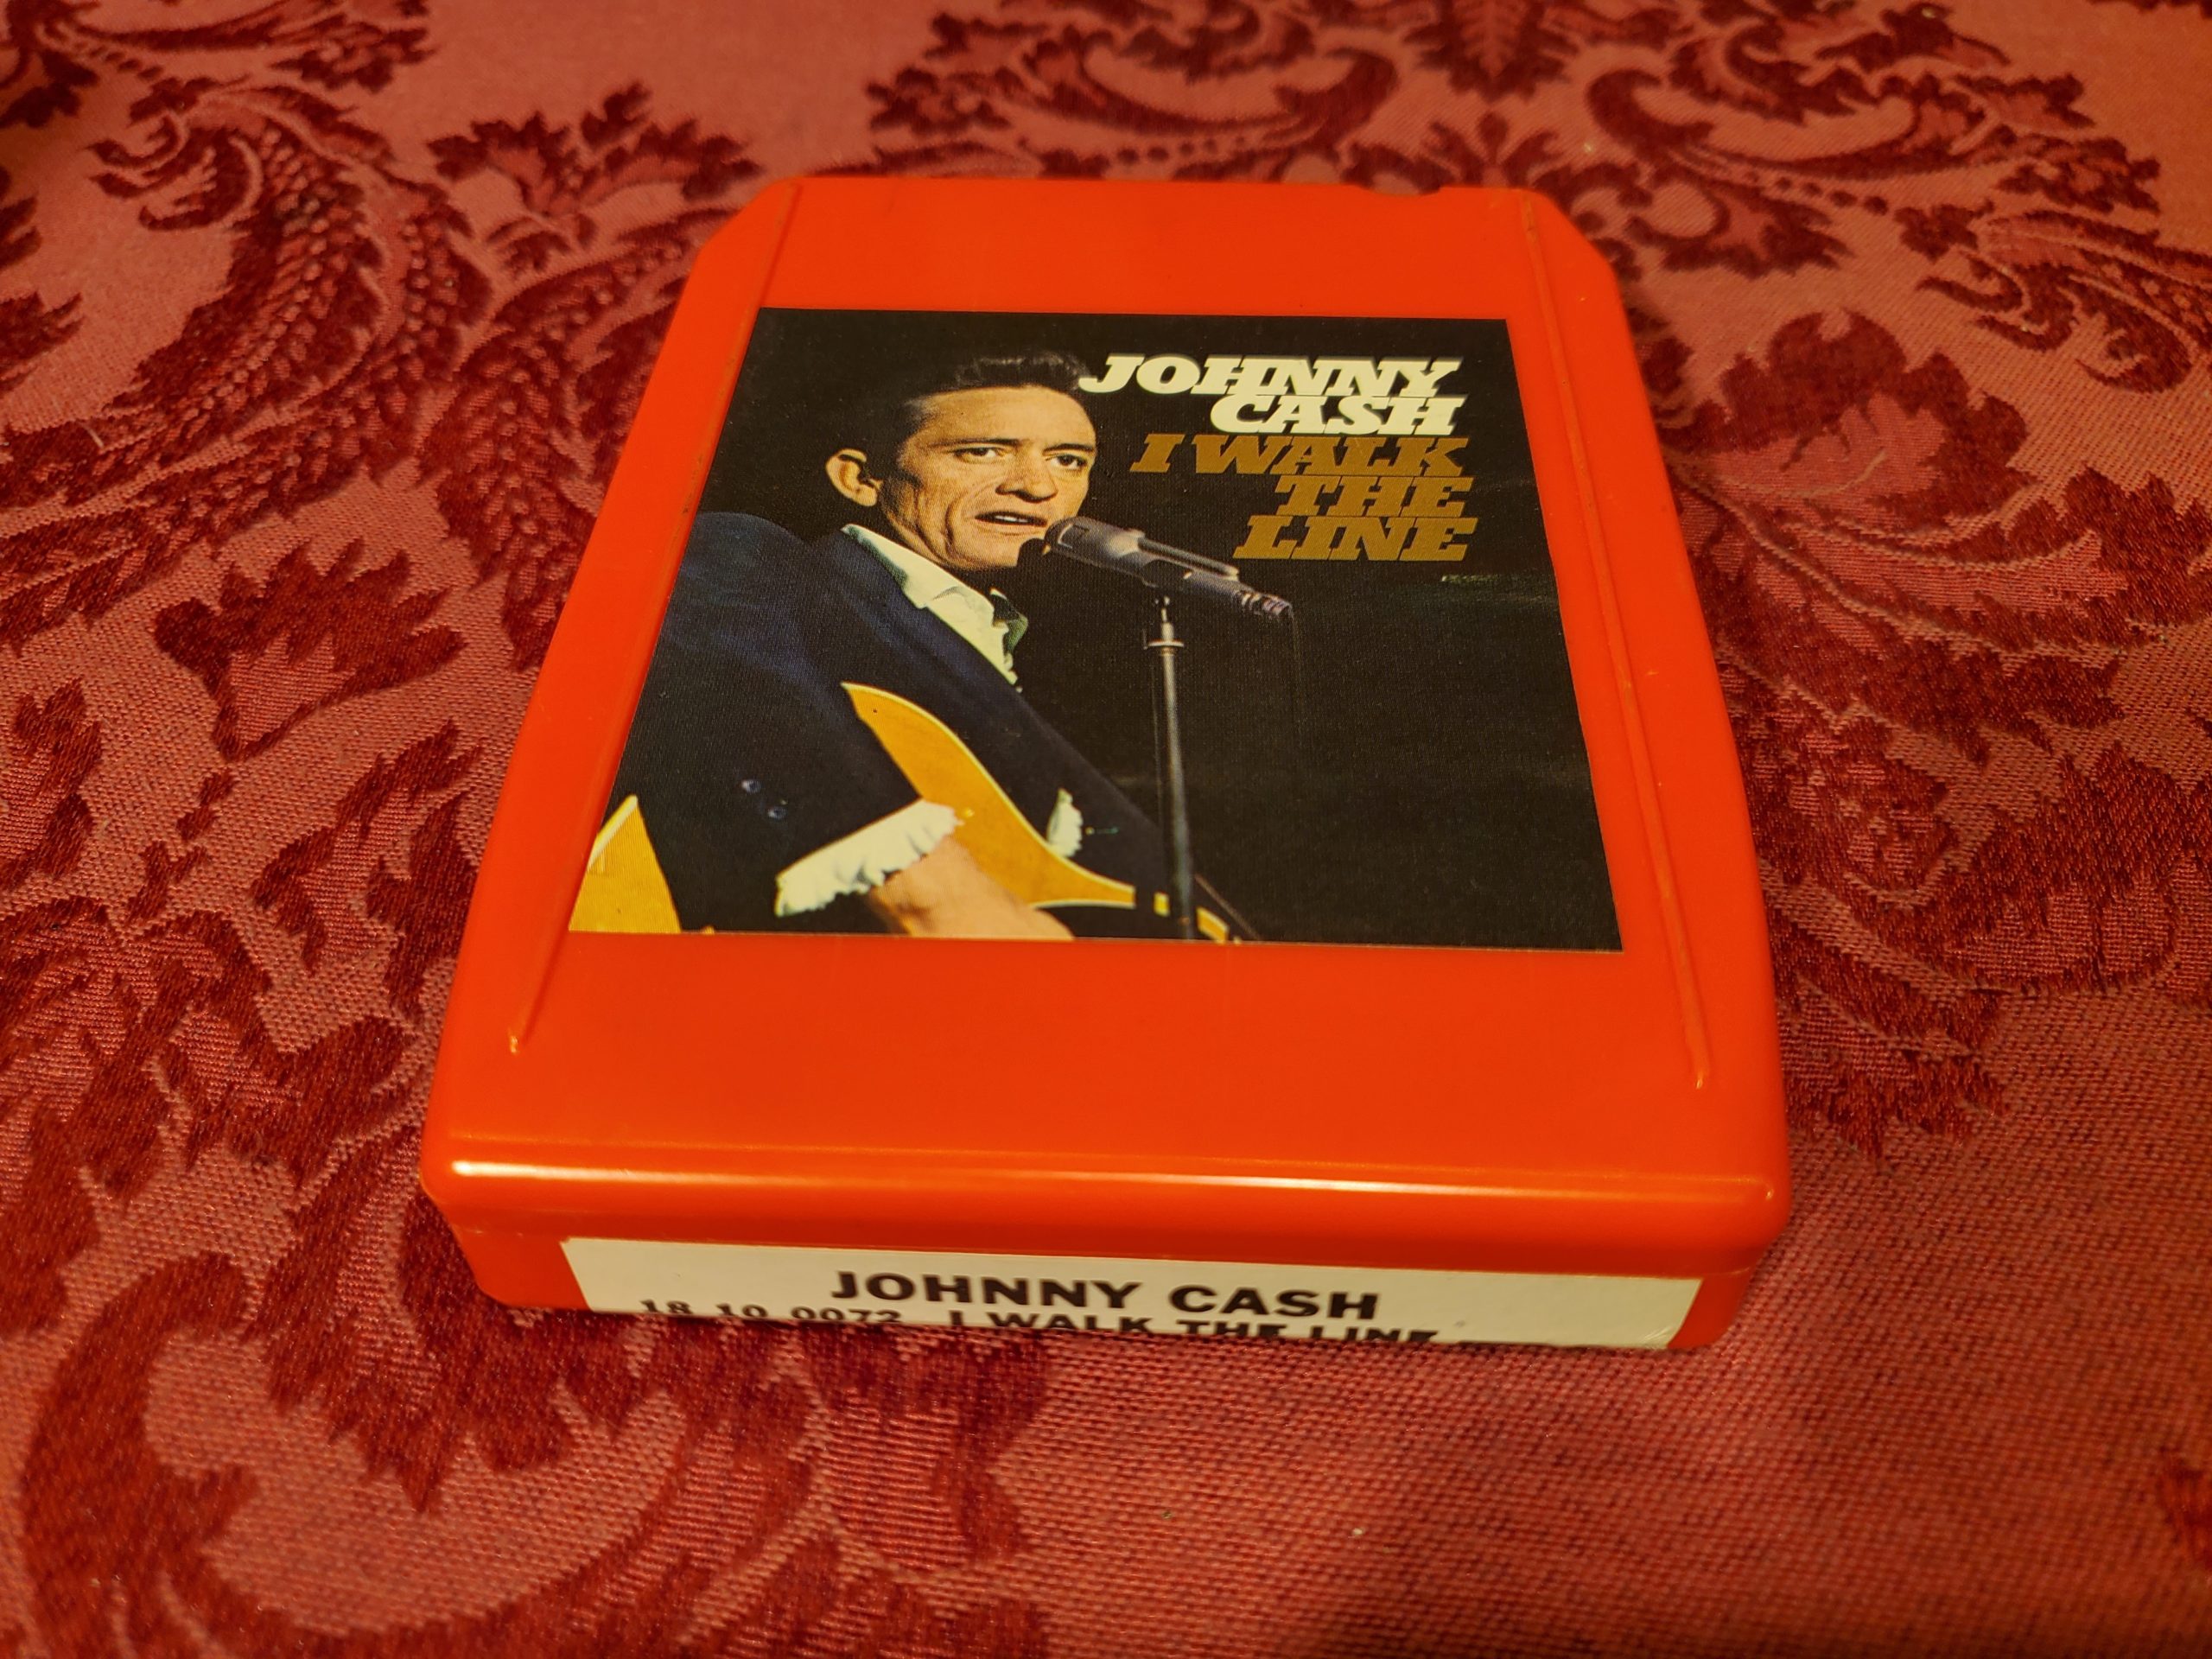 JOHNNY
CASH
I WALK
THE
LINE
JOHNNY CASH
18 10 0072 I WALK THE LINE